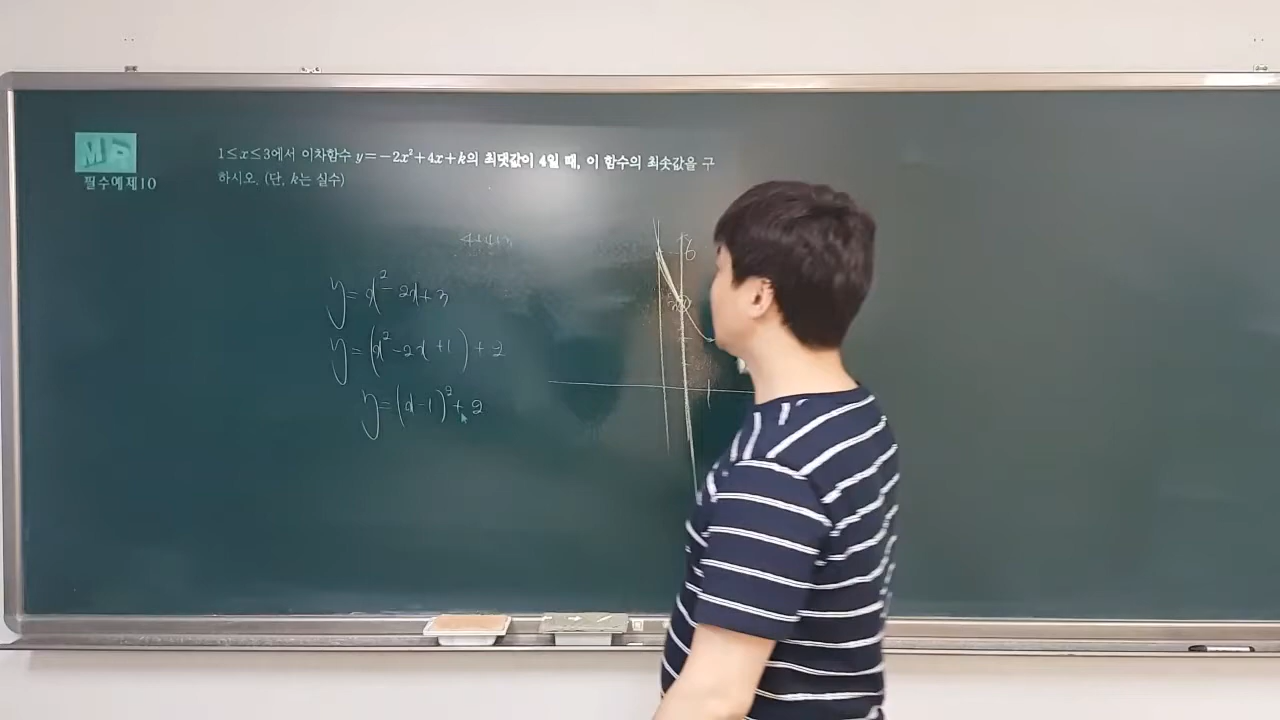 필수예제10
1≤x≤3에서 이차함수 y=-2x²+4x+k의 최댓값이 4일 때, 이 함수의 최솟값을 구
하시오. (단, k는 실수)
6
y=x²-2x+3
y=(x²-2x+1)+2
y=(x-1)²+2